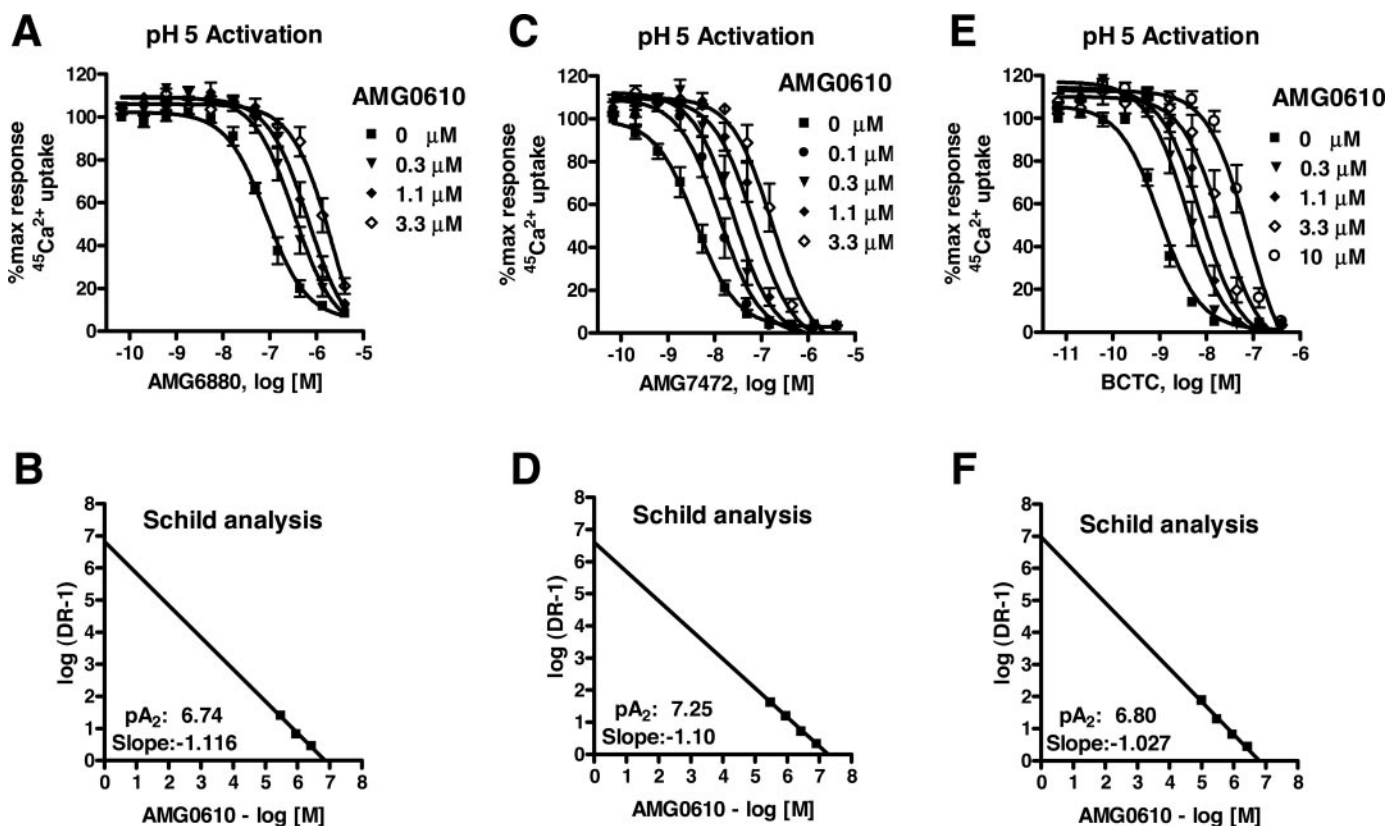 A
pH 5 Activation
%max response
⁴⁵Ca²⁺ uptake
120
100
80
60
40
20
0
-10 -9 -8 -7 -6 -5
AMG6880, log [M]
AMG0610
0 μM
0.3 μM
1.1 μM
3.3 μM
C
pH 5 Activation
%max response
⁴⁵Ca²⁺ uptake
120
100
80
60
40
20
0
-10 -9 -8 -7 -6 -5
AMG7472, log [M]
AMG0610
0 μM
0.1 μM
0.3 μM
1.1 μM
3.3 μM
E
pH 5 Activation
%max response
⁴⁵Ca²⁺ uptake
120
100
80
60
40
20
0
-11 -10 -9 -8 -7 -6
BCTC, log [M]
AMG0610
0 μM
0.3 μM
1.1 μM
3.3 μM
10 μM
B
Schild analysis
log (DR-1)
8
7
6
5
4
3
2
1
0
pA₂: 6.74
Slope:-1.116
0 1 2 3 4 5 6 7 8
AMG0610 - log [M]
D
Schild analysis
log (DR-1)
8
7
6
5
4
3
2
1
0
pA₂: 7.25
Slope:-1.10
0 1 2 3 4 5 6 7 8
AMG0610 - log [M]
F
Schild analysis
log (DR-1)
8
7
6
5
4
3
2
1
0
pA₂: 6.80
Slope:-1.027
0 1 2 3 4 5 6 7 8
AMG0610 - log [M]